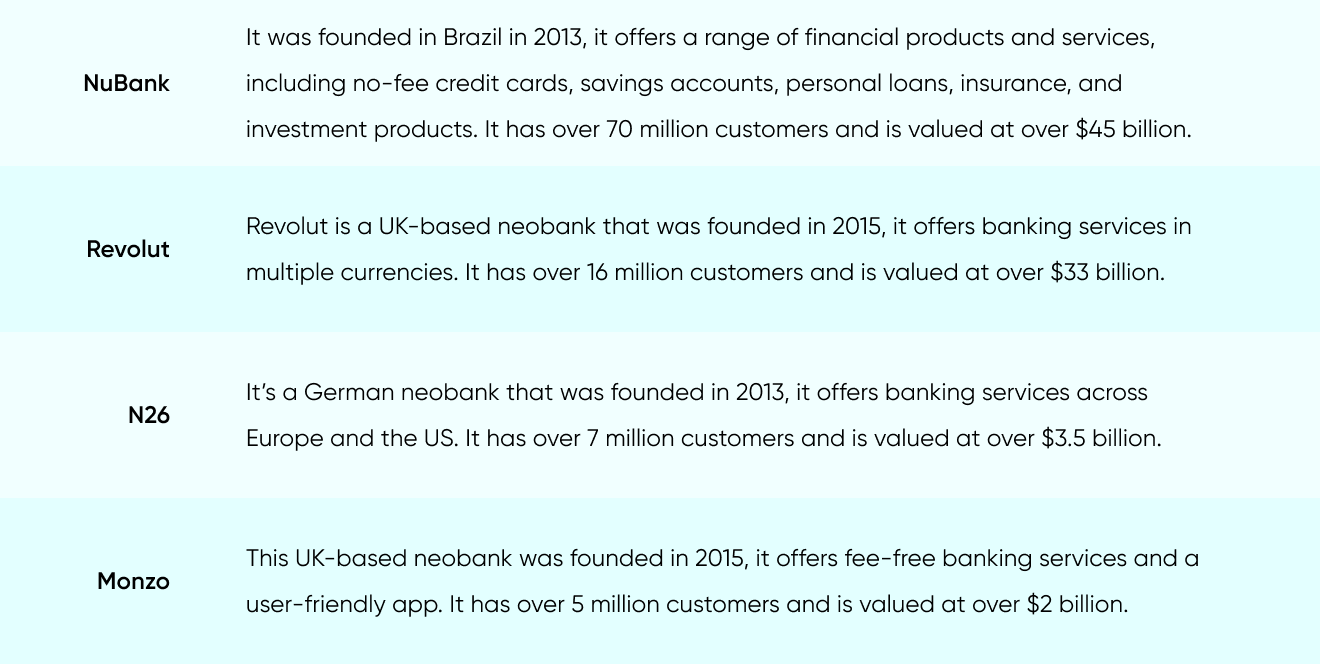 It was founded in Brazil in 2013, it offers a range of financial products and services,
NuBank including no-fee credit cards, savings accounts, personal loans, insurance, and
investment products. It has over 70 million customers and is valued at over $45 billion.
Revolut
Revolut is a UK-based neobank that was founded in 2015, it offers banking services in
multiple currencies. It has over 16 million customers and is valued at over $33 billion.
N26
It’s a German neobank that was founded in 2013, it offers banking services across
Europe and the US. It has over 7 million customers and is valued at over $3.5 billion.
Monzo
This UK-based neobank was founded in 2015, it offers fee-free banking services and a
user-friendly app. It has over 5 million customers and is valued at over $2 billion.